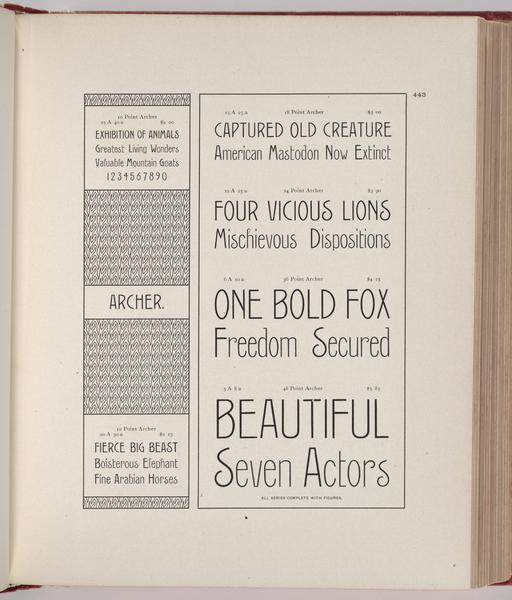 443
10 Point Archer
25 A 40 a $2 00
EXHIBITION OF ANIMALS
Greatest Living Wonders
Valuable Mountain Goats
1234567890
ARCHER.
12 Point Archer
20 A 30 a $2 15
FIERCE BIG BEAST
Boisterous Elephant
Fine Arabian Horses
15 A 25 a 18 Point Archer $3 00
CAPTURED OLD CREATURE
American Mastodon Now Extinct
12 A 15 a 24 Point Archer $3 50
FOUR VICIOUS LIONS
Mischievous Dispositions
6 A 10 a 36 Point Archer $4 25
ONE BOLD FOX
Freedom Secured
5 A 8 a 48 Point Archer $5 85
BEAUTIFUL
Seven Actors
ALL SERIES COMPLETE WITH FIGURES.